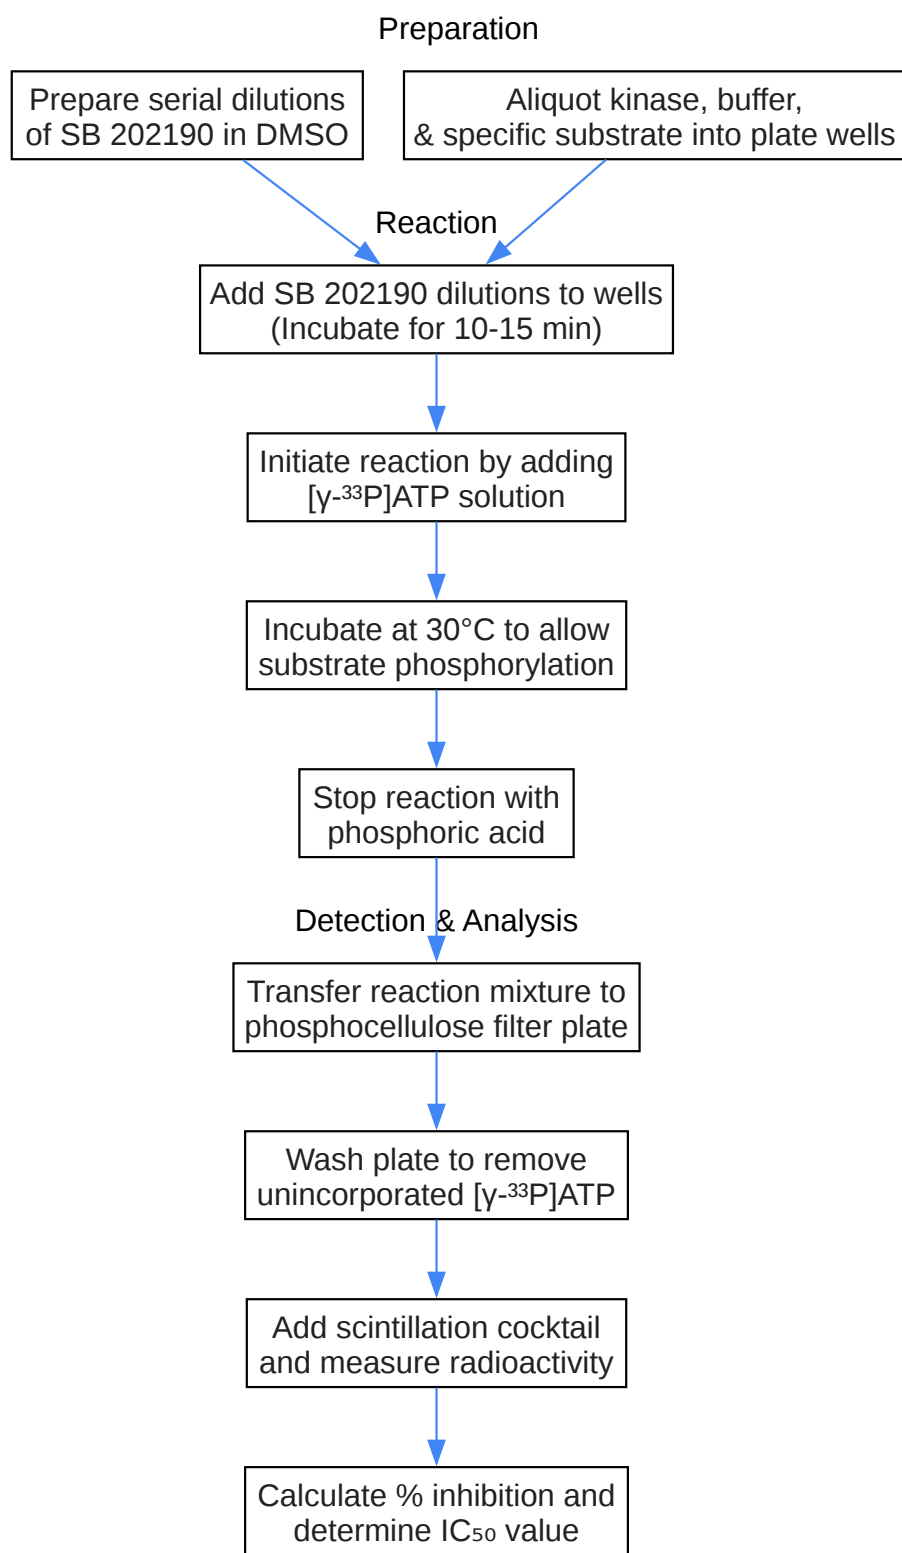 Preparation
Prepare serial dilutions
of SB 202190 in DMSO
Aliquot kinase, buffer,
& specific substrate into plate wells
Reaction
Add SB 202190 dilutions to wells
(Incubate for 10-15 min)
Initiate reaction by adding
[γ-³³P]ATP solution
Incubate at 30°C to allow
substrate phosphorylation
Stop reaction with
phosphoric acid
Detection & Analysis
Transfer reaction mixture to
phosphocellulose filter plate
Wash plate to remove
unincorporated [γ-³³P]ATP
Add scintillation cocktail
and measure radioactivity
Calculate % inhibition and
determine IC₅₀ value